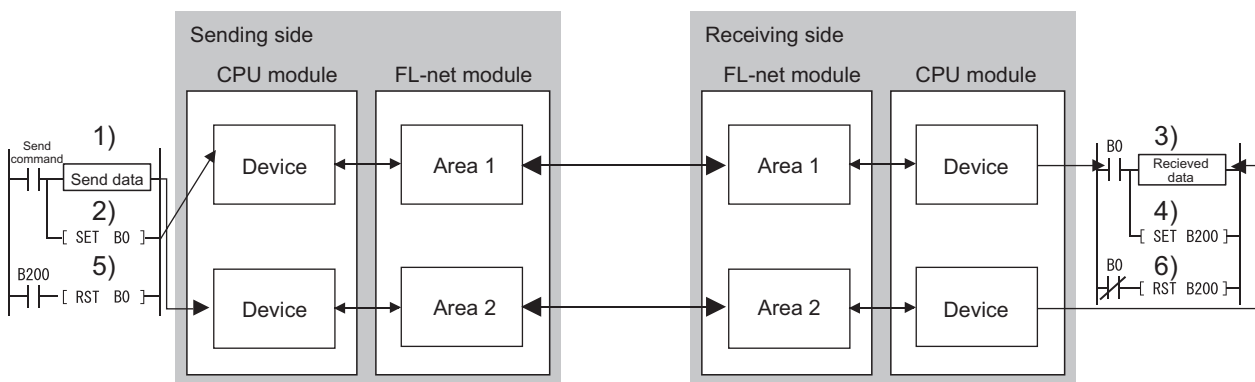 Sending side
Receiving side
CPU module
FL-net module
FL-net module
CPU module
Send
command
1)
Send data
2)
[ SET B0 ]
B200
5)
[ RST B0 ]
Device
Area 1
Area 1
Device
Device
Area 2
Area 2
Device
B0
3)
Recieved
data
4)
[ SET B200 ]
B0
6)
[ RST B200 ]